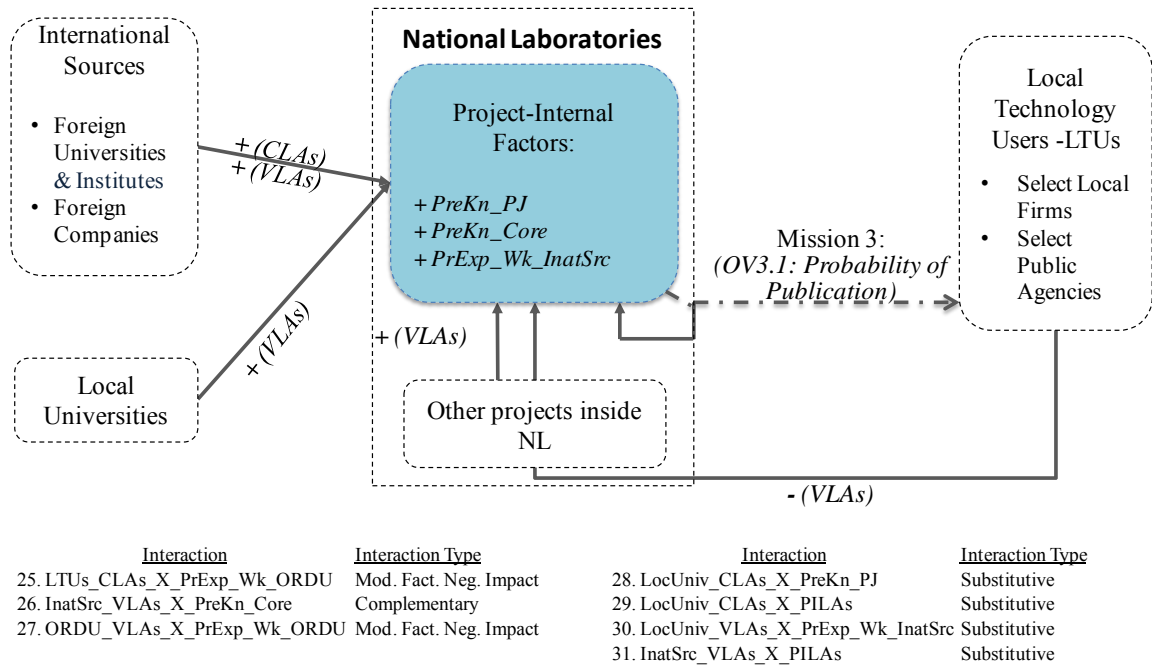 International
Sources
• Foreign
Universities
& Institutes
• Foreign
Companies
+ (CLAs)
+ (VLAs)
Local
Universities
+ (VLAs)
National Laboratories
Project-Internal
Factors:
+ PreKn_PJ
+ PreKn_Core
+ PrExp_Wk_InatSrc
+ (VLAs)
Other projects inside
NL
Mission 3:
(OV3.1: Probability of
Publication)
Local
Technology
Users -LTUs
• Select Local
Firms
• Select
Public
Agencies
- (VLAs)
Interaction Interaction Type
25. LTUs_CLAs_X_PrExp_Wk_ORDU Mod. Fact. Neg. Impact
26. InatSrc_VLAs_X_PreKn_Core Complementary
27. ORDU_VLAs_X_PrExp_Wk_ORDU Mod. Fact. Neg. Impact
Interaction Interaction Type
28. LocUniv_CLAs_X_PreKn_PJ Substitutive
29. LocUniv_CLAs_X_PILAs Substitutive
30. LocUniv_VLAs_X_PrExp_Wk_InatSrc Substitutive
31. InatSrc_VLAs_X_PILAs Substitutive